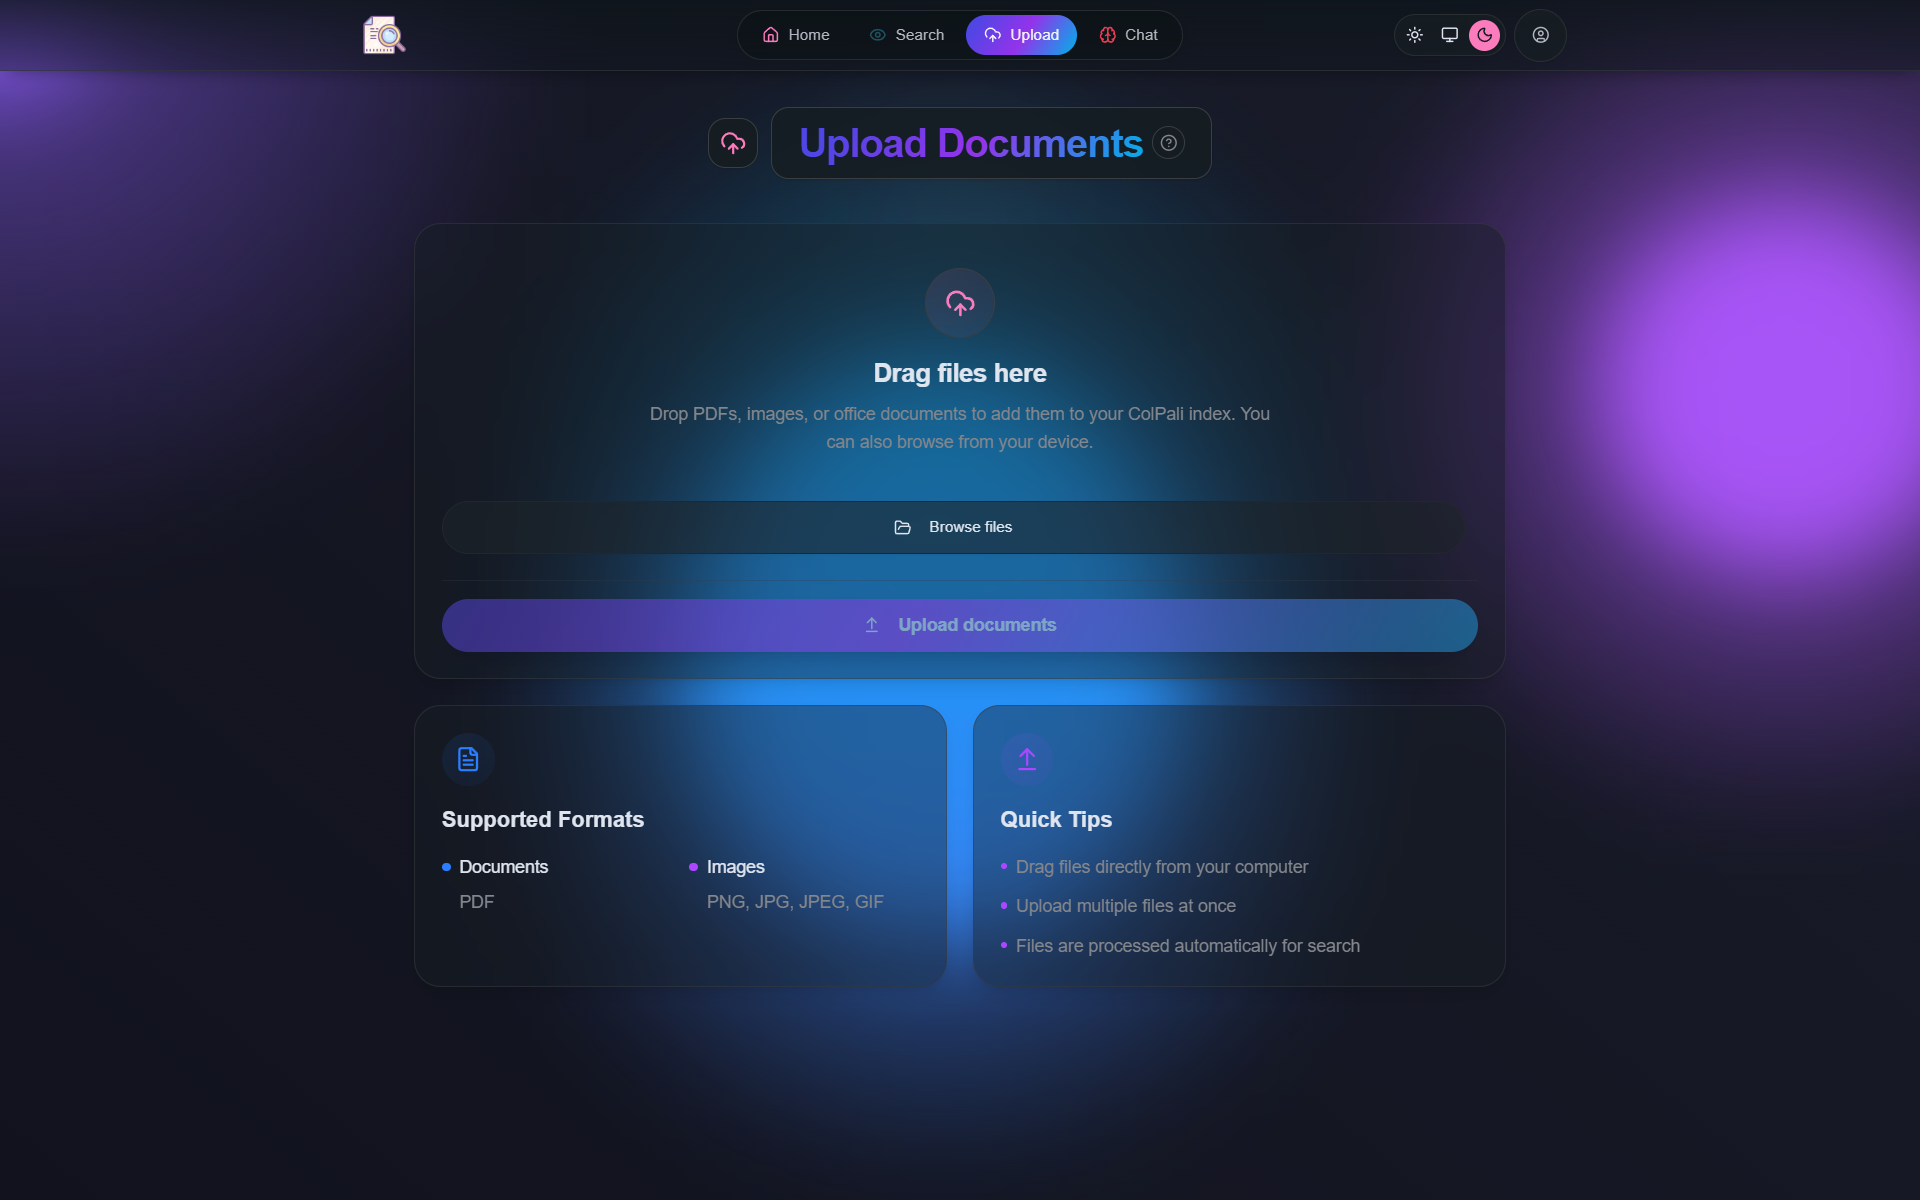 Home
Search
Upload
Chat
Upload Documents
Drag files here
Drop PDFs, images, or office documents to add them to your ColPali index. You
can also browse from your device.
Browse files
Upload documents
Supported Formats
Documents
PDF
Images
PNG, JPG, JPEG, GIF
Quick Tips
Drag files directly from your computer
Upload multiple files at once
Files are processed automatically for search